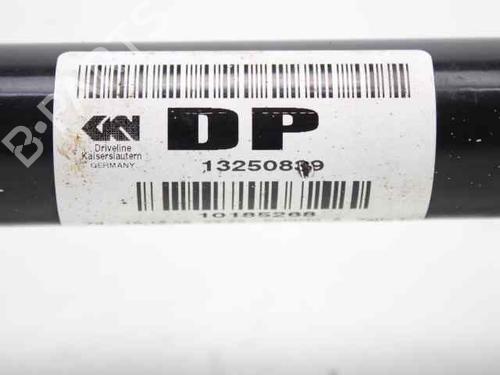 B-PARTS
GKN
DP
Driveline
Kaiserslautern
GERMANY
13250839
10185268